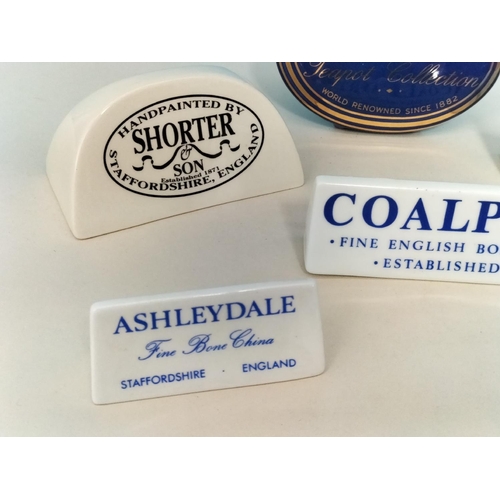 Teapot Collection
WORLD RENOWNED SINCE 1882
HANDPAINTED BY
SHORTER
&
SON
Established 1871
STAFFORDSHIRE, ENGLAND
COALP
· FINE ENGLISH BO
· ESTABLISHED
ASHLEYDALE
Fine Bone China
STAFFORDSHIRE · ENGLAND